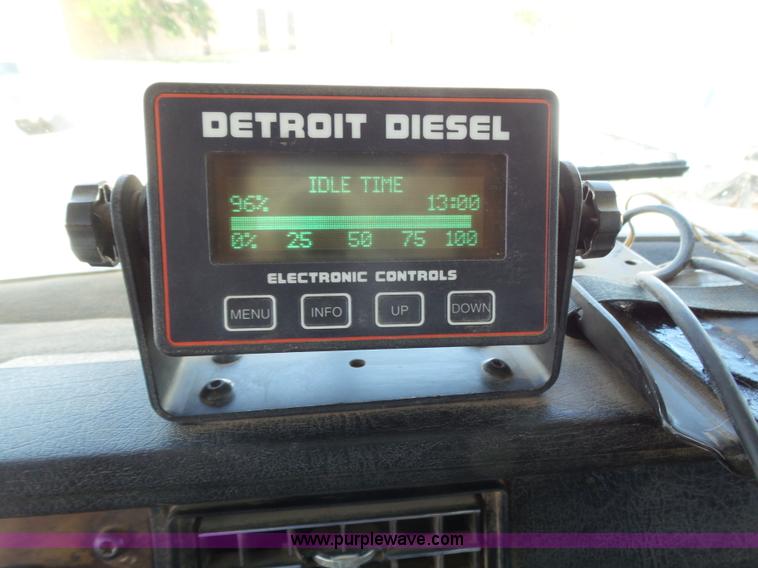 DETROIT DIESEL
IDLE TIME
96% 13:00
0% 25 50 75 100
ELECTRONIC CONTROLS
MENU INFO UP DOWN
www.purplewave.com